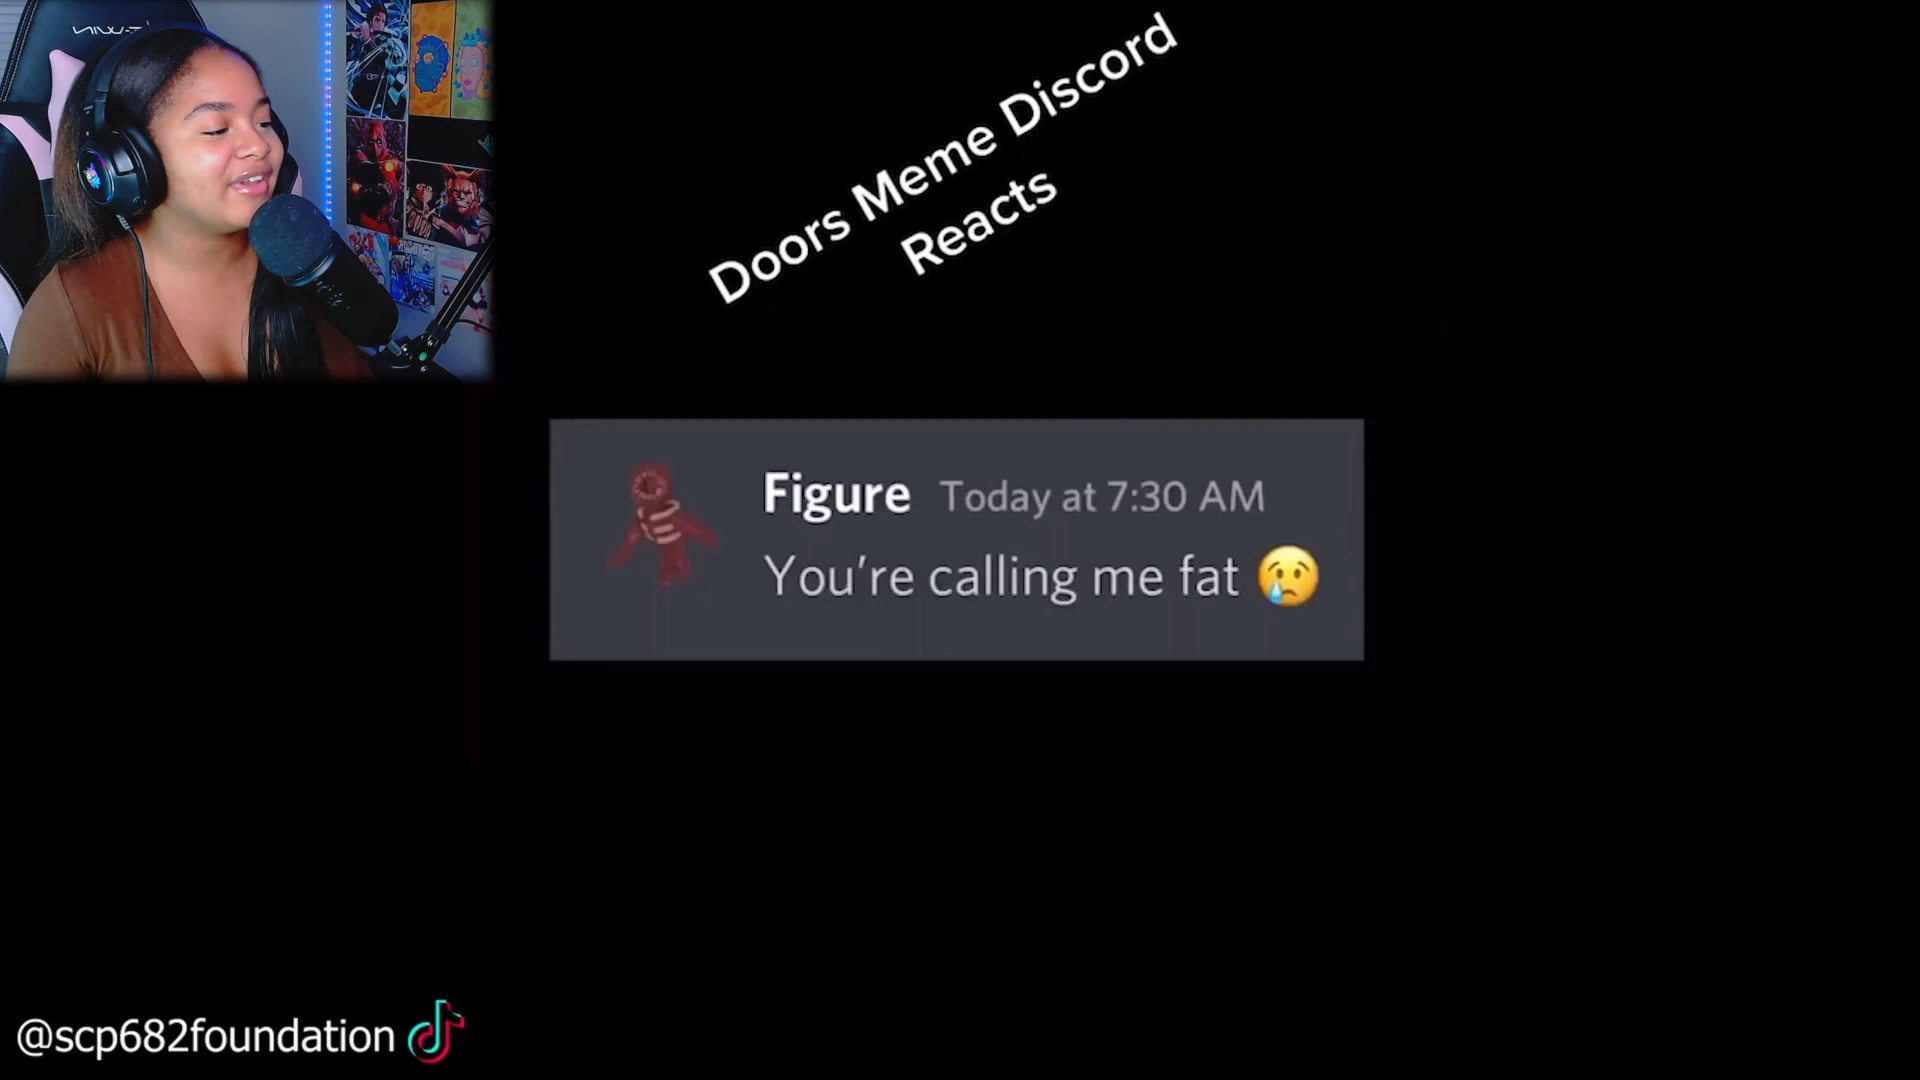 Doors Meme Discord
Reacts
Figure Today at 7:30 AM
You’re calling me fat 😢
@scp682foundation